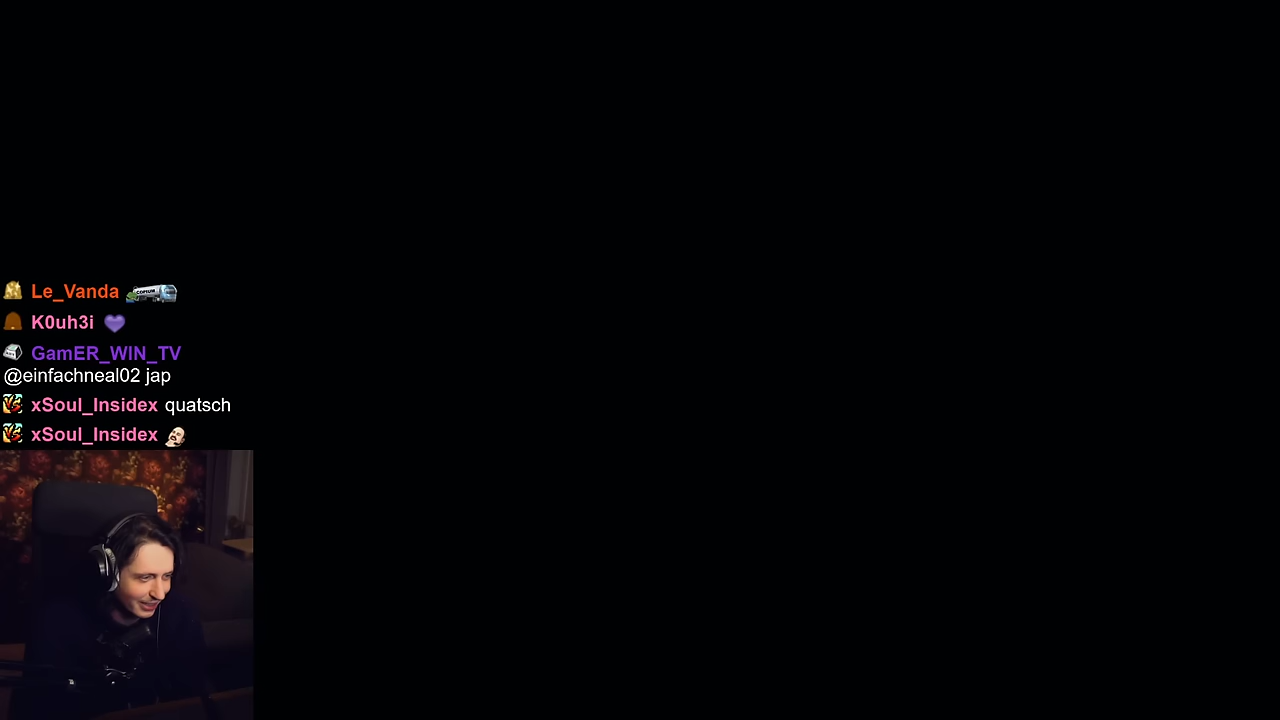 Le_Vanda
K0uh3i
GamER_WIN_TV
@einfachneal02 jap
xSoul_Insidex quatsch
xSoul_Insidex